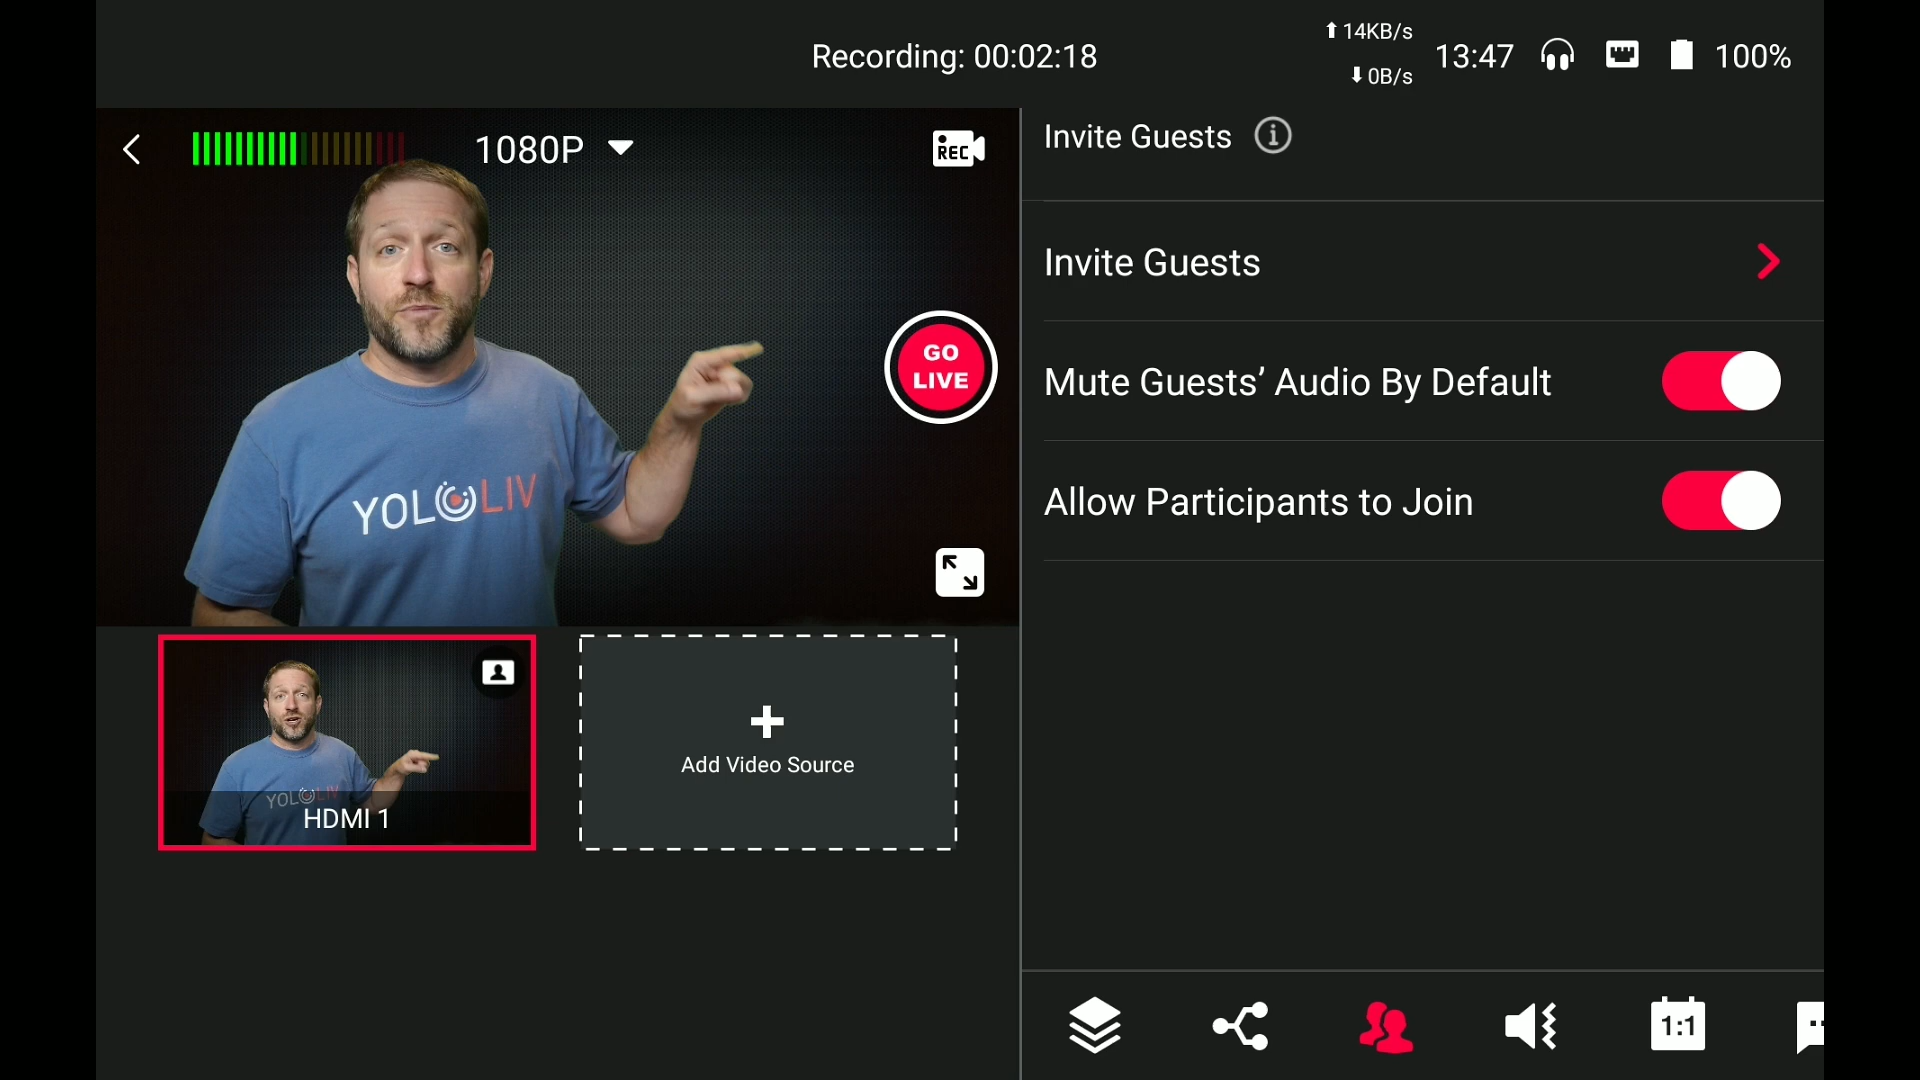 Recording: 00:02:18
14KB/s
0B/s
13:47
100%
1080P
REC
GO
LIVE
YOLOLIV
YOLOLIV
HDMI 1
Add Video Source
Invite Guests
Invite Guests
Mute Guests’ Audio By Default
Allow Participants to Join
1:1